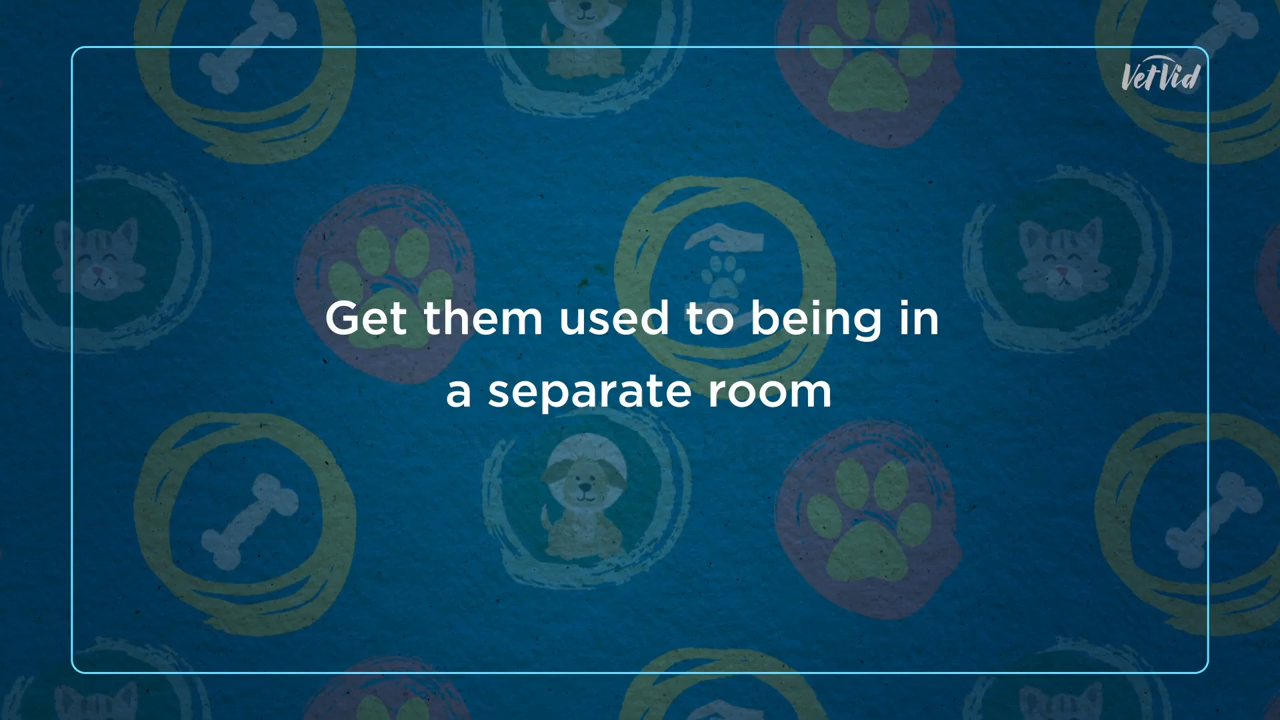 VetVid
Get them used to being in
a separate room